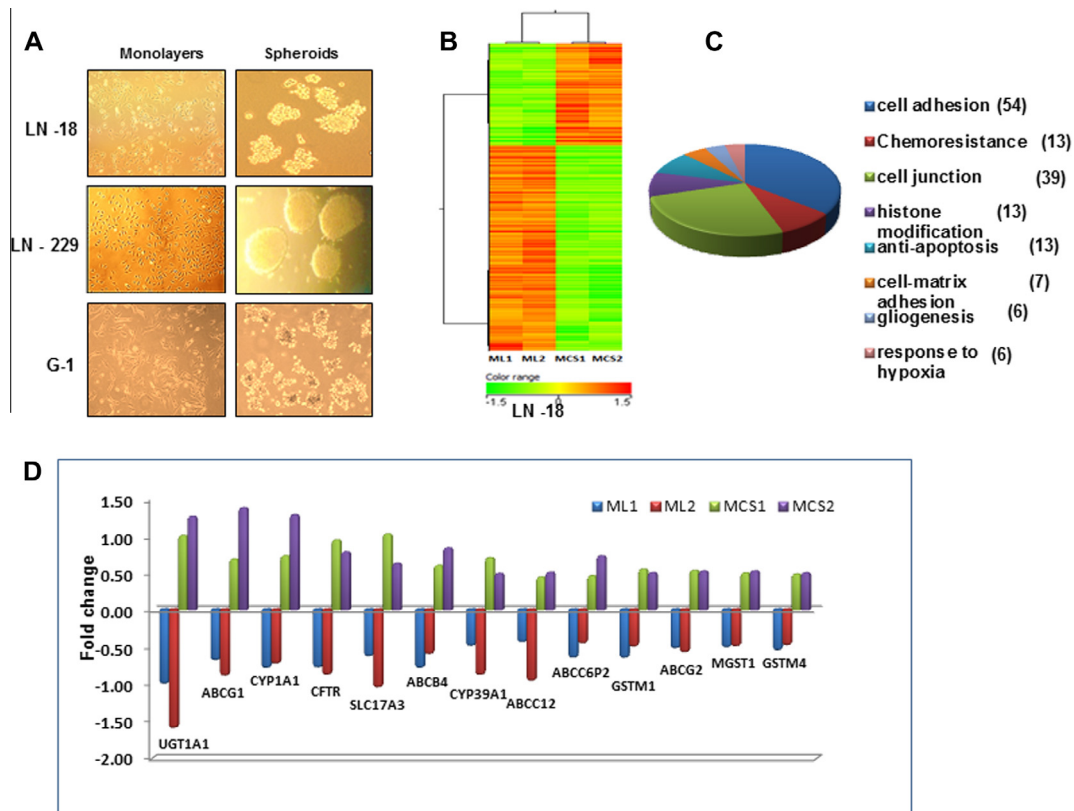 A
Monolayers
Spheroids
LN -18
LN - 229
G-1
B
ML1 ML2 MCS1 MCS2
Color range
-1.5 0 1.5
LN -18
C
cell adhesion (54)
Chemoresistance (13)
cell junction (39)
histone (13)
modification
anti-apoptosis (13)
cell-matrix (7)
adhesion
gliogenesis (6)
response to (6)
hypoxia
D
ML1 ML2 MCS1 MCS2
Fold change
1.50
1.00
0.50
0.00
-0.50
-1.00
-1.50
-2.00
UGT1A1
ABCG1
CYP1A1
CFTR
SLC17A3
ABCB4
CYP39A1
ABCC12
ABCC6P2
GSTM1
ABCG2
MGST1
GSTM4